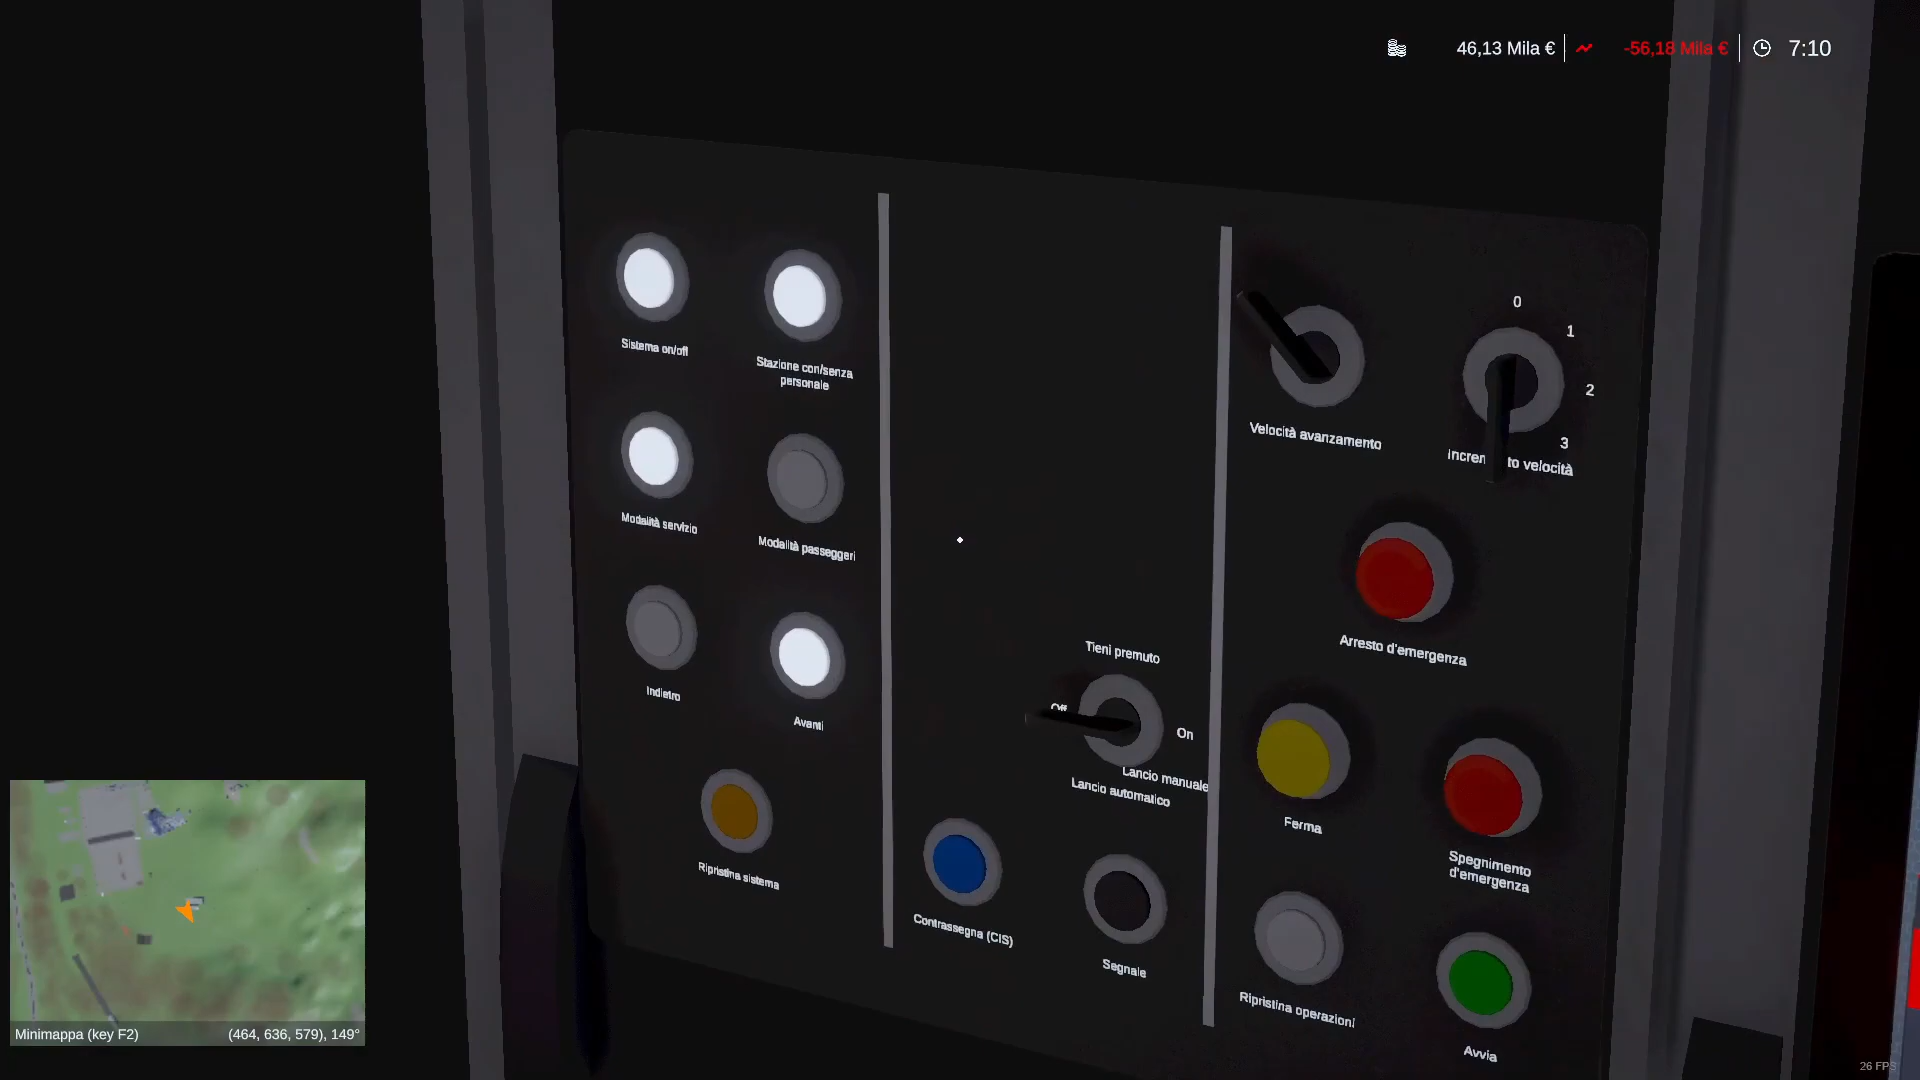 46,13 Mila €
-56,18 Mila €
7:10
Sistema on/off
Stazione con/senza
personale
Modalità servizio
Modalità passeggeri
Indietro
Avanti
Ripristina sistema
Tieni premuto
Off
On
Lancio manuale
Lancio automatico
Contrassegna (CIS)
Segnale
Velocità avanzamento
0
1
2
3
velocità
Arresto d'emergenza
Ferma
Spegnimento
d'emergenza
Ripristina operazioni
Avvia
Minimappa (key F2)
(464, 636, 579), 149°
26 FPS